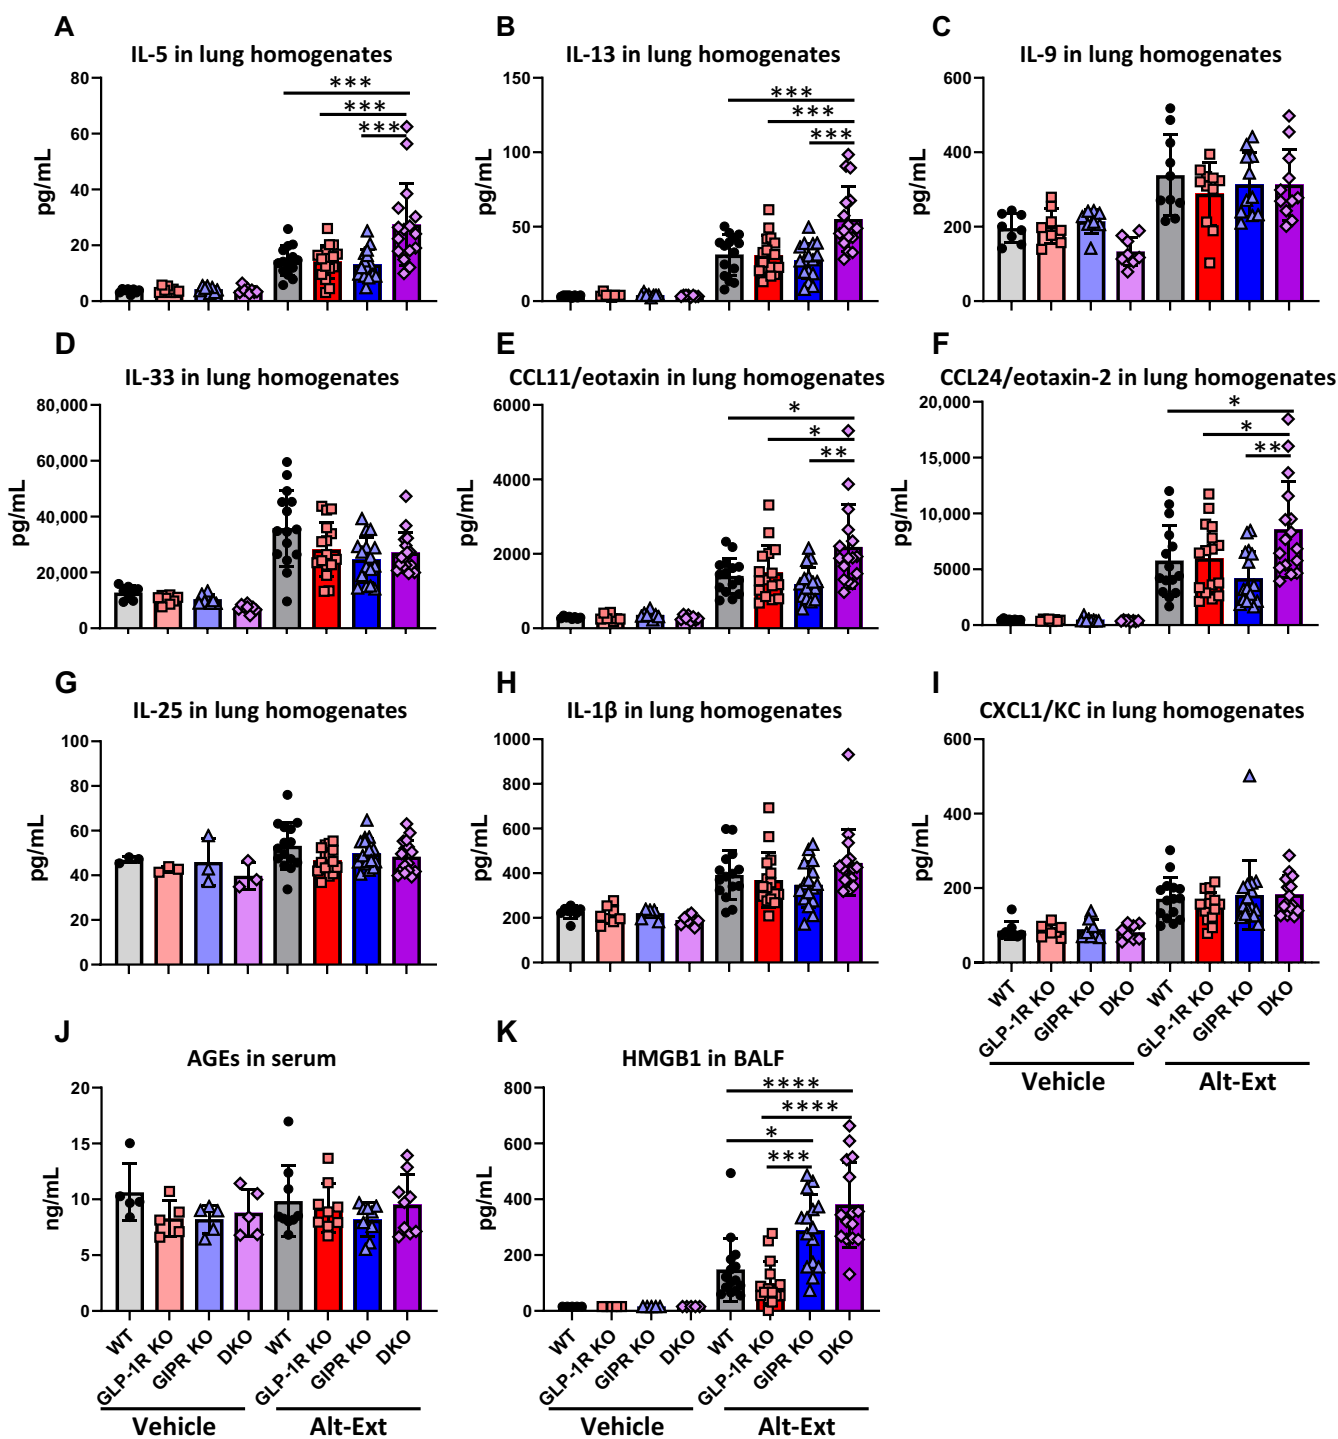 A
IL-5 in lung homogenates
pg/mL
80
60
40
20
0
***
***
***
B
IL-13 in lung homogenates
pg/mL
150
100
50
0
***
***
***
C
IL-9 in lung homogenates
pg/mL
600
400
200
0
D
IL-33 in lung homogenates
pg/mL
80,000
60,000
40,000
20,000
0
E
CCL11/eotaxin in lung homogenates
pg/mL
6000
4000
2000
0
*
*
**
F
CCL24/eotaxin-2 in lung homogenates
pg/mL
20,000
15,000
10,000
5000
0
*
*
**
G
IL-25 in lung homogenates
pg/mL
100
80
60
40
20
0
H
IL-1β in lung homogenates
pg/mL
1000
800
600
400
200
0
I
CXCL1/KC in lung homogenates
pg/mL
600
400
200
0
WT
GLP-1R KO
GIPR KO
DKO
WT
GLP-1R KO
GIPR KO
DKO
Vehicle
Alt-Ext
J
AGEs in serum
ng/mL
20
15
10
5
0
WT
GLP-1R KO
GIPR KO
DKO
WT
GLP-1R KO
GIPR KO
DKO
Vehicle
Alt-Ext
K
HMGB1 in BALF
pg/mL
800
600
400
200
0
****
****
*
***
WT
GLP-1R KO
GIPR KO
DKO
WT
GLP-1R KO
GIPR KO
DKO
Vehicle
Alt-Ext